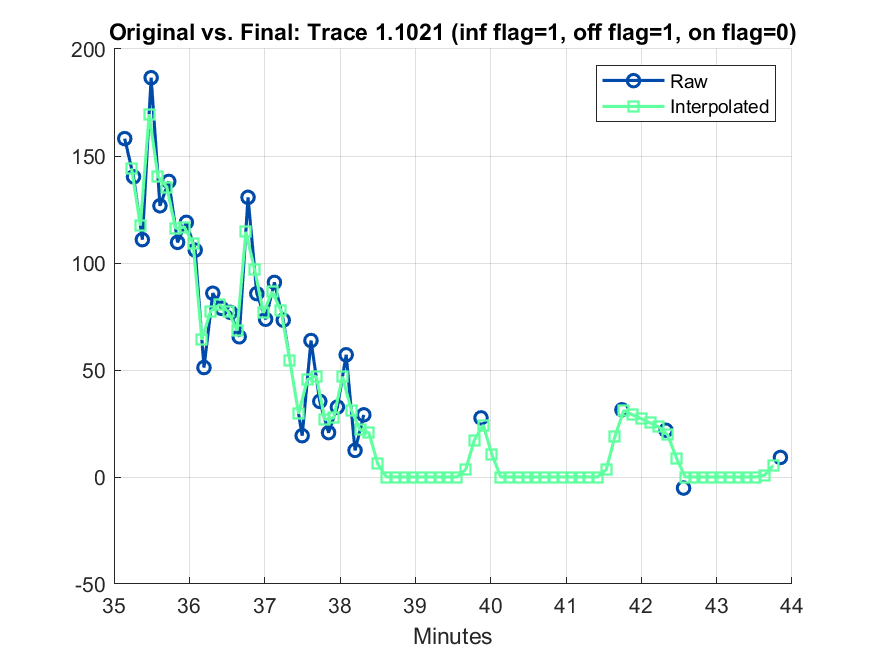 Original vs. Final: Trace 1.1021 (inf flag=1, off flag=1, on flag=0)
200
150
100
50
0
-50
Raw
Interpolated
35 36 37 38 39 40 41 42 43 44
Minutes